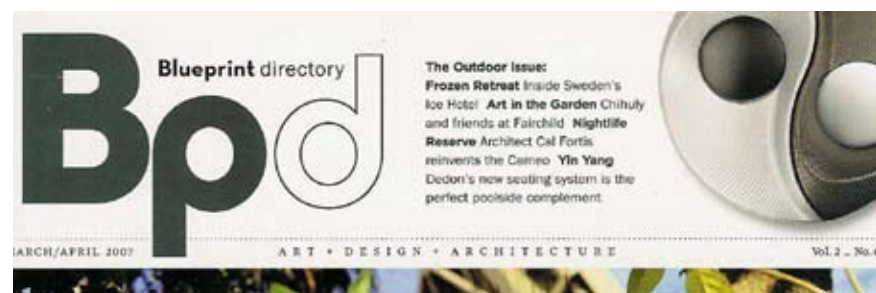 Bpd
Blueprint directory
The Outdoor Issue:
Frozen Retreat Inside Sweden's
Ice Hotel Art in the Garden Chihuly
and friends at Fairchild Nightlife
Reserve Architect Cal Fortis
reinvents the Cameo Yin Yang
Dedon's new seating system is the
perfect poolside complement
MARCH/APRIL 2007
ART + DESIGN + ARCHITECTURE
Vol. 2 _ No.